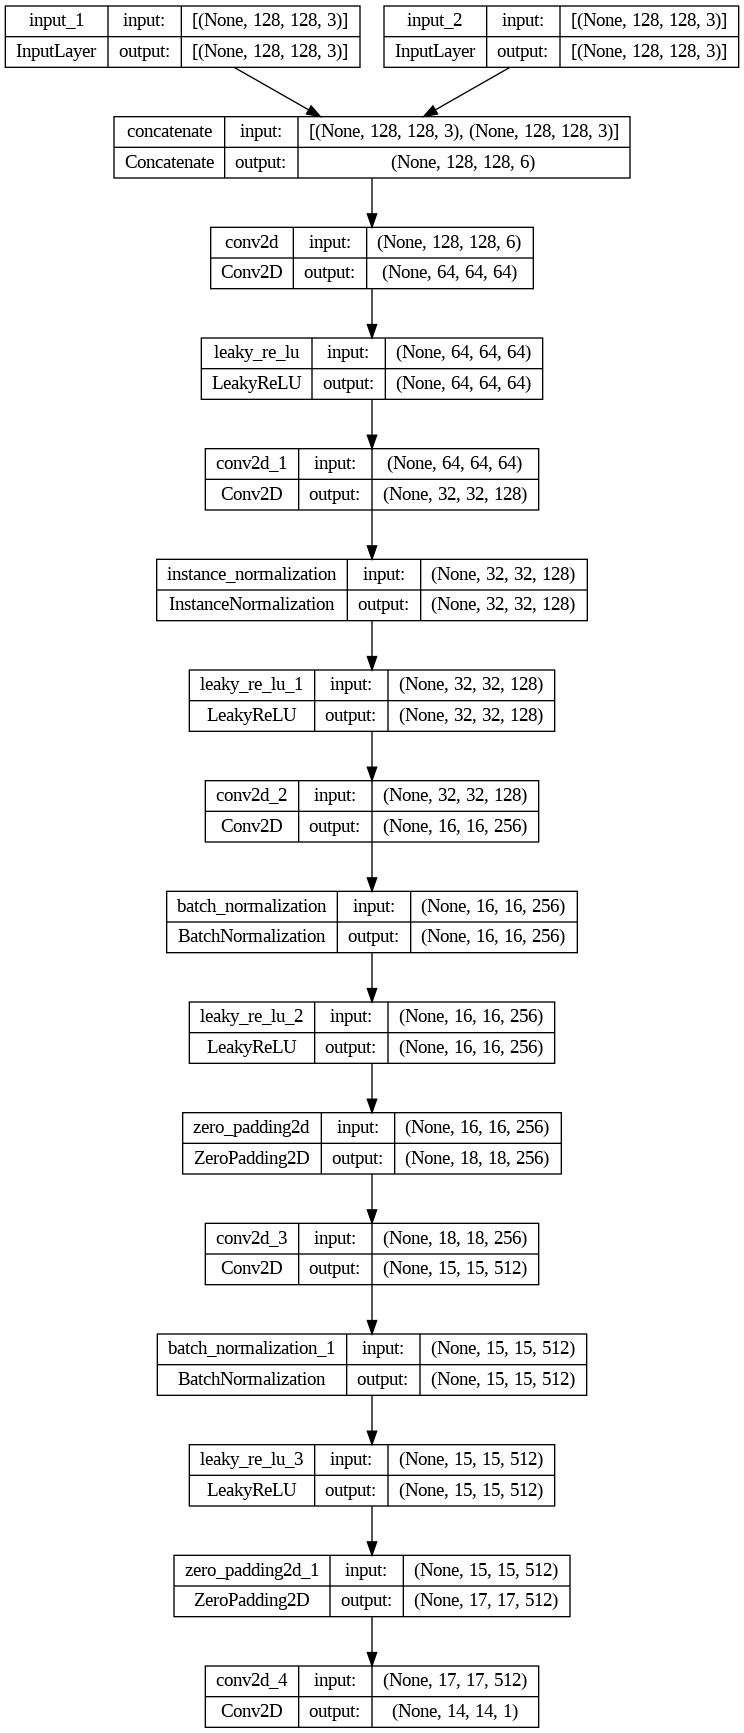 input_1 input: [(None, 128, 128, 3)]
InputLayer output: [(None, 128, 128, 3)]
input_2 input: [(None, 128, 128, 3)]
InputLayer output: [(None, 128, 128, 3)]
concatenate input: [(None, 128, 128, 3), (None, 128, 128, 3)]
Concatenate output: (None, 128, 128, 6)
conv2d input: (None, 128, 128, 6)
Conv2D output: (None, 64, 64, 64)
leaky_re_lu input: (None, 64, 64, 64)
LeakyReLU output: (None, 64, 64, 64)
conv2d_1 input: (None, 64, 64, 64)
Conv2D output: (None, 32, 32, 128)
instance_normalization input: (None, 32, 32, 128)
InstanceNormalization output: (None, 32, 32, 128)
leaky_re_lu_1 input: (None, 32, 32, 128)
LeakyReLU output: (None, 32, 32, 128)
conv2d_2 input: (None, 32, 32, 128)
Conv2D output: (None, 16, 16, 256)
batch_normalization input: (None, 16, 16, 256)
BatchNormalization output: (None, 16, 16, 256)
leaky_re_lu_2 input: (None, 16, 16, 256)
LeakyReLU output: (None, 16, 16, 256)
zero_padding2d input: (None, 16, 16, 256)
ZeroPadding2D output: (None, 18, 18, 256)
conv2d_3 input: (None, 18, 18, 256)
Conv2D output: (None, 15, 15, 512)
batch_normalization_1 input: (None, 15, 15, 512)
BatchNormalization output: (None, 15, 15, 512)
leaky_re_lu_3 input: (None, 15, 15, 512)
LeakyReLU output: (None, 15, 15, 512)
zero_padding2d_1 input: (None, 15, 15, 512)
ZeroPadding2D output: (None, 17, 17, 512)
conv2d_4 input: (None, 17, 17, 512)
Conv2D output: (None, 14, 14, 1)